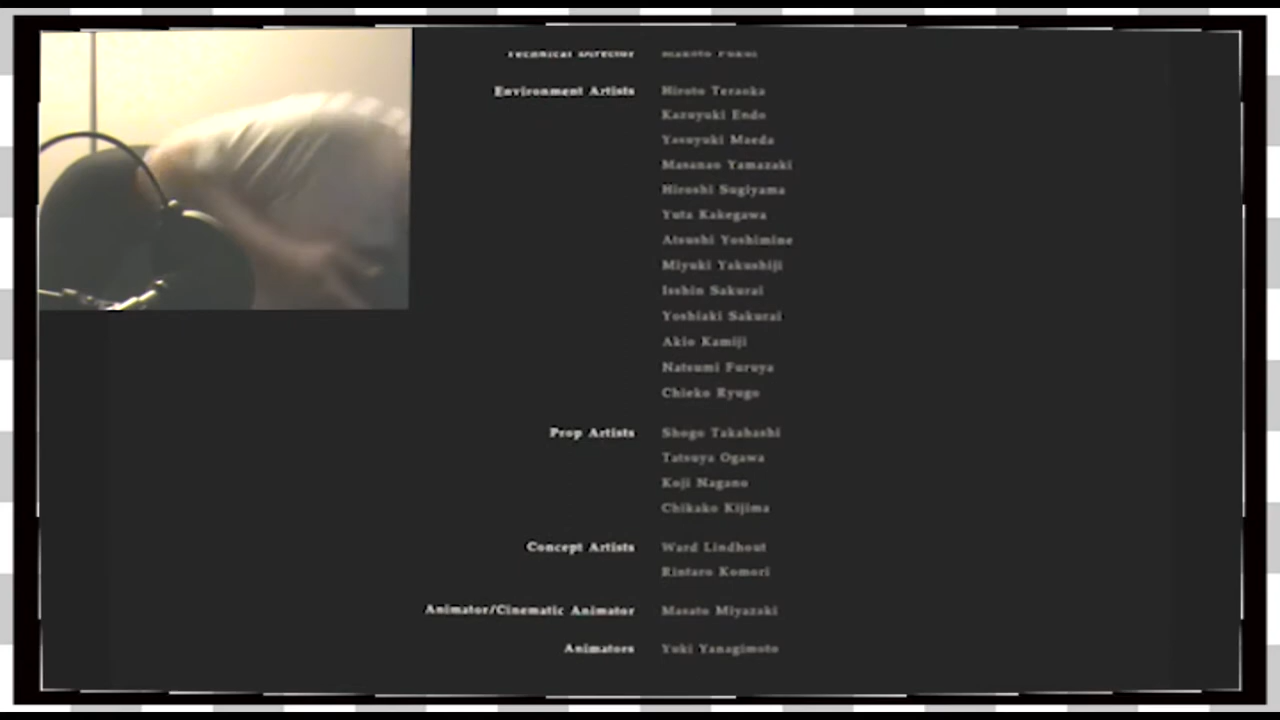 Technical Director
Environment Artists Hiroto Teraoka
Kazuyuki Endo
Yasuyuki Maeda
Masanao Yamazaki
Hiroshi Sugiyama
Yuta Kakegawa
Atsushi Yoshimine
Miyuki Yakushiji
Isshin Sakurai
Yoshiaki Sakurai
Akio Kamiji
Natsumi Furuya
Chieko Ryugo
Prop Artists Shogo Takahashi
Tatsuya Ogawa
Koji Nagano
Chikako Kijima
Concept Artists Ward Lindhout
Rintaro Komori
Animator/Cinematic Animator Masato Miyazaki
Animators Yuki Yanagimoto